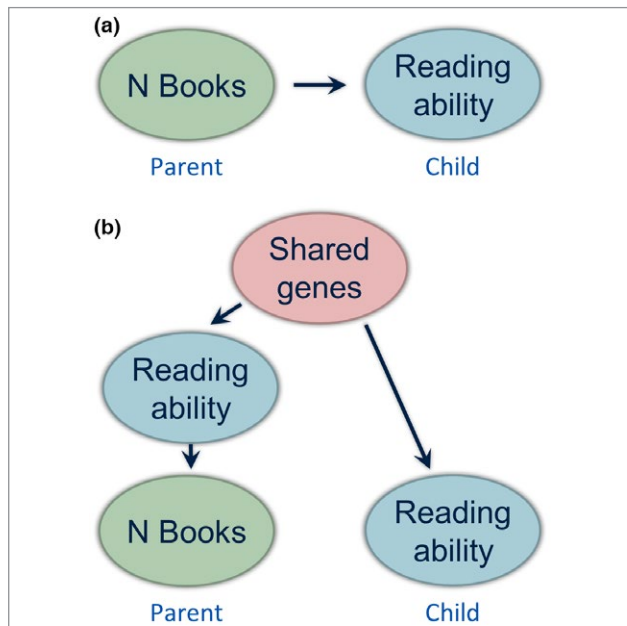 (a)
N Books
Reading
ability
Parent
Child
(b)
Shared
genes
Reading
ability
N Books
Reading
ability
Parent
Child